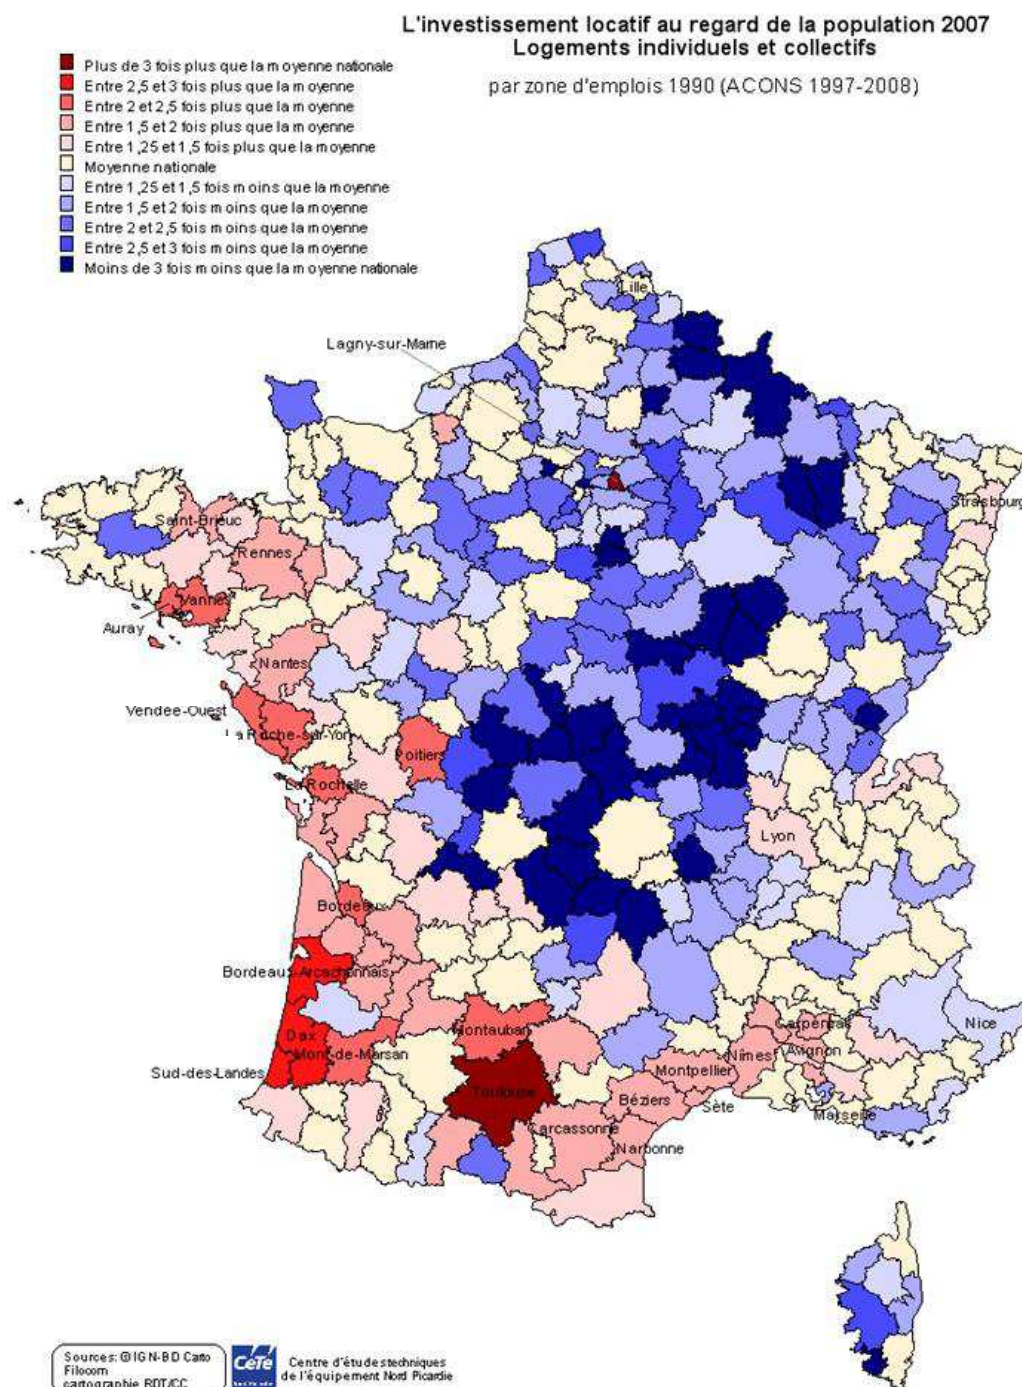 L'investissement locatif au regard de la population 2007
Logements individuels et collectifs
par zone d'emplois 1990 (ACONS 1997-2008)
Plus de 3 fois plus que la moyenne nationale
Entre 2,5 et 3 fois plus que la moyenne
Entre 2 et 2,5 fois plus que la moyenne
Entre 1,5 et 2 fois plus que la moyenne
Entre 1,25 et 1,5 fois plus que la moyenne
Moyenne nationale
Entre 1,25 et 1,5 fois moins que la moyenne
Entre 1,5 et 2 fois moins que la moyenne
Entre 2 et 2,5 fois moins que la moyenne
Entre 2,5 et 3 fois moins que la moyenne
Moins de 3 fois moins que la moyenne nationale
Lille
Lagny-sur-Marne
Strasbourg
Saint-Brieuc
Rennes
Vannes
Auray
Nantes
Vendée-Ouest
La Roche-sur-Yon
Poitiers
La Rochelle
Lyon
Bordeaux
Bordeaux-Arcachonnais
Montauban
Carpentras
Nice
Dax
Mont-de-Marsan
Avignon
Nîmes
Sud-des-Landes
Montpellier
Toulouse
Béziers
Sète
Marseille
Carcassonne
Narbonne
Sources: © IGN-BD Carto
Filocom
cartographie RDT/CC
CeTe
Centre d'études techniques
de l'équipement Nord Picardie